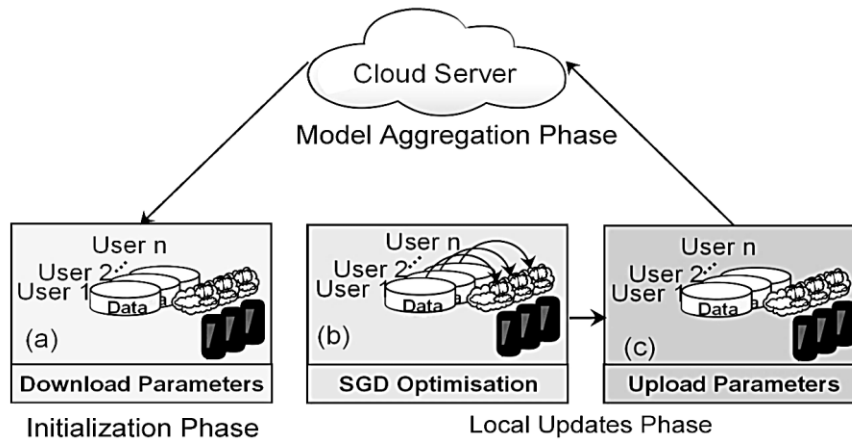 Cloud Server
Model Aggregation Phase
User n
User 2
User 1
Data
a
(a)
Download Parameters
Initialization Phase
User n
User 2
User 1
Data
(b)
SGD Optimisation
User n
User 2
User 1
Data
a
(c)
Upload Parameters
Local Updates Phase